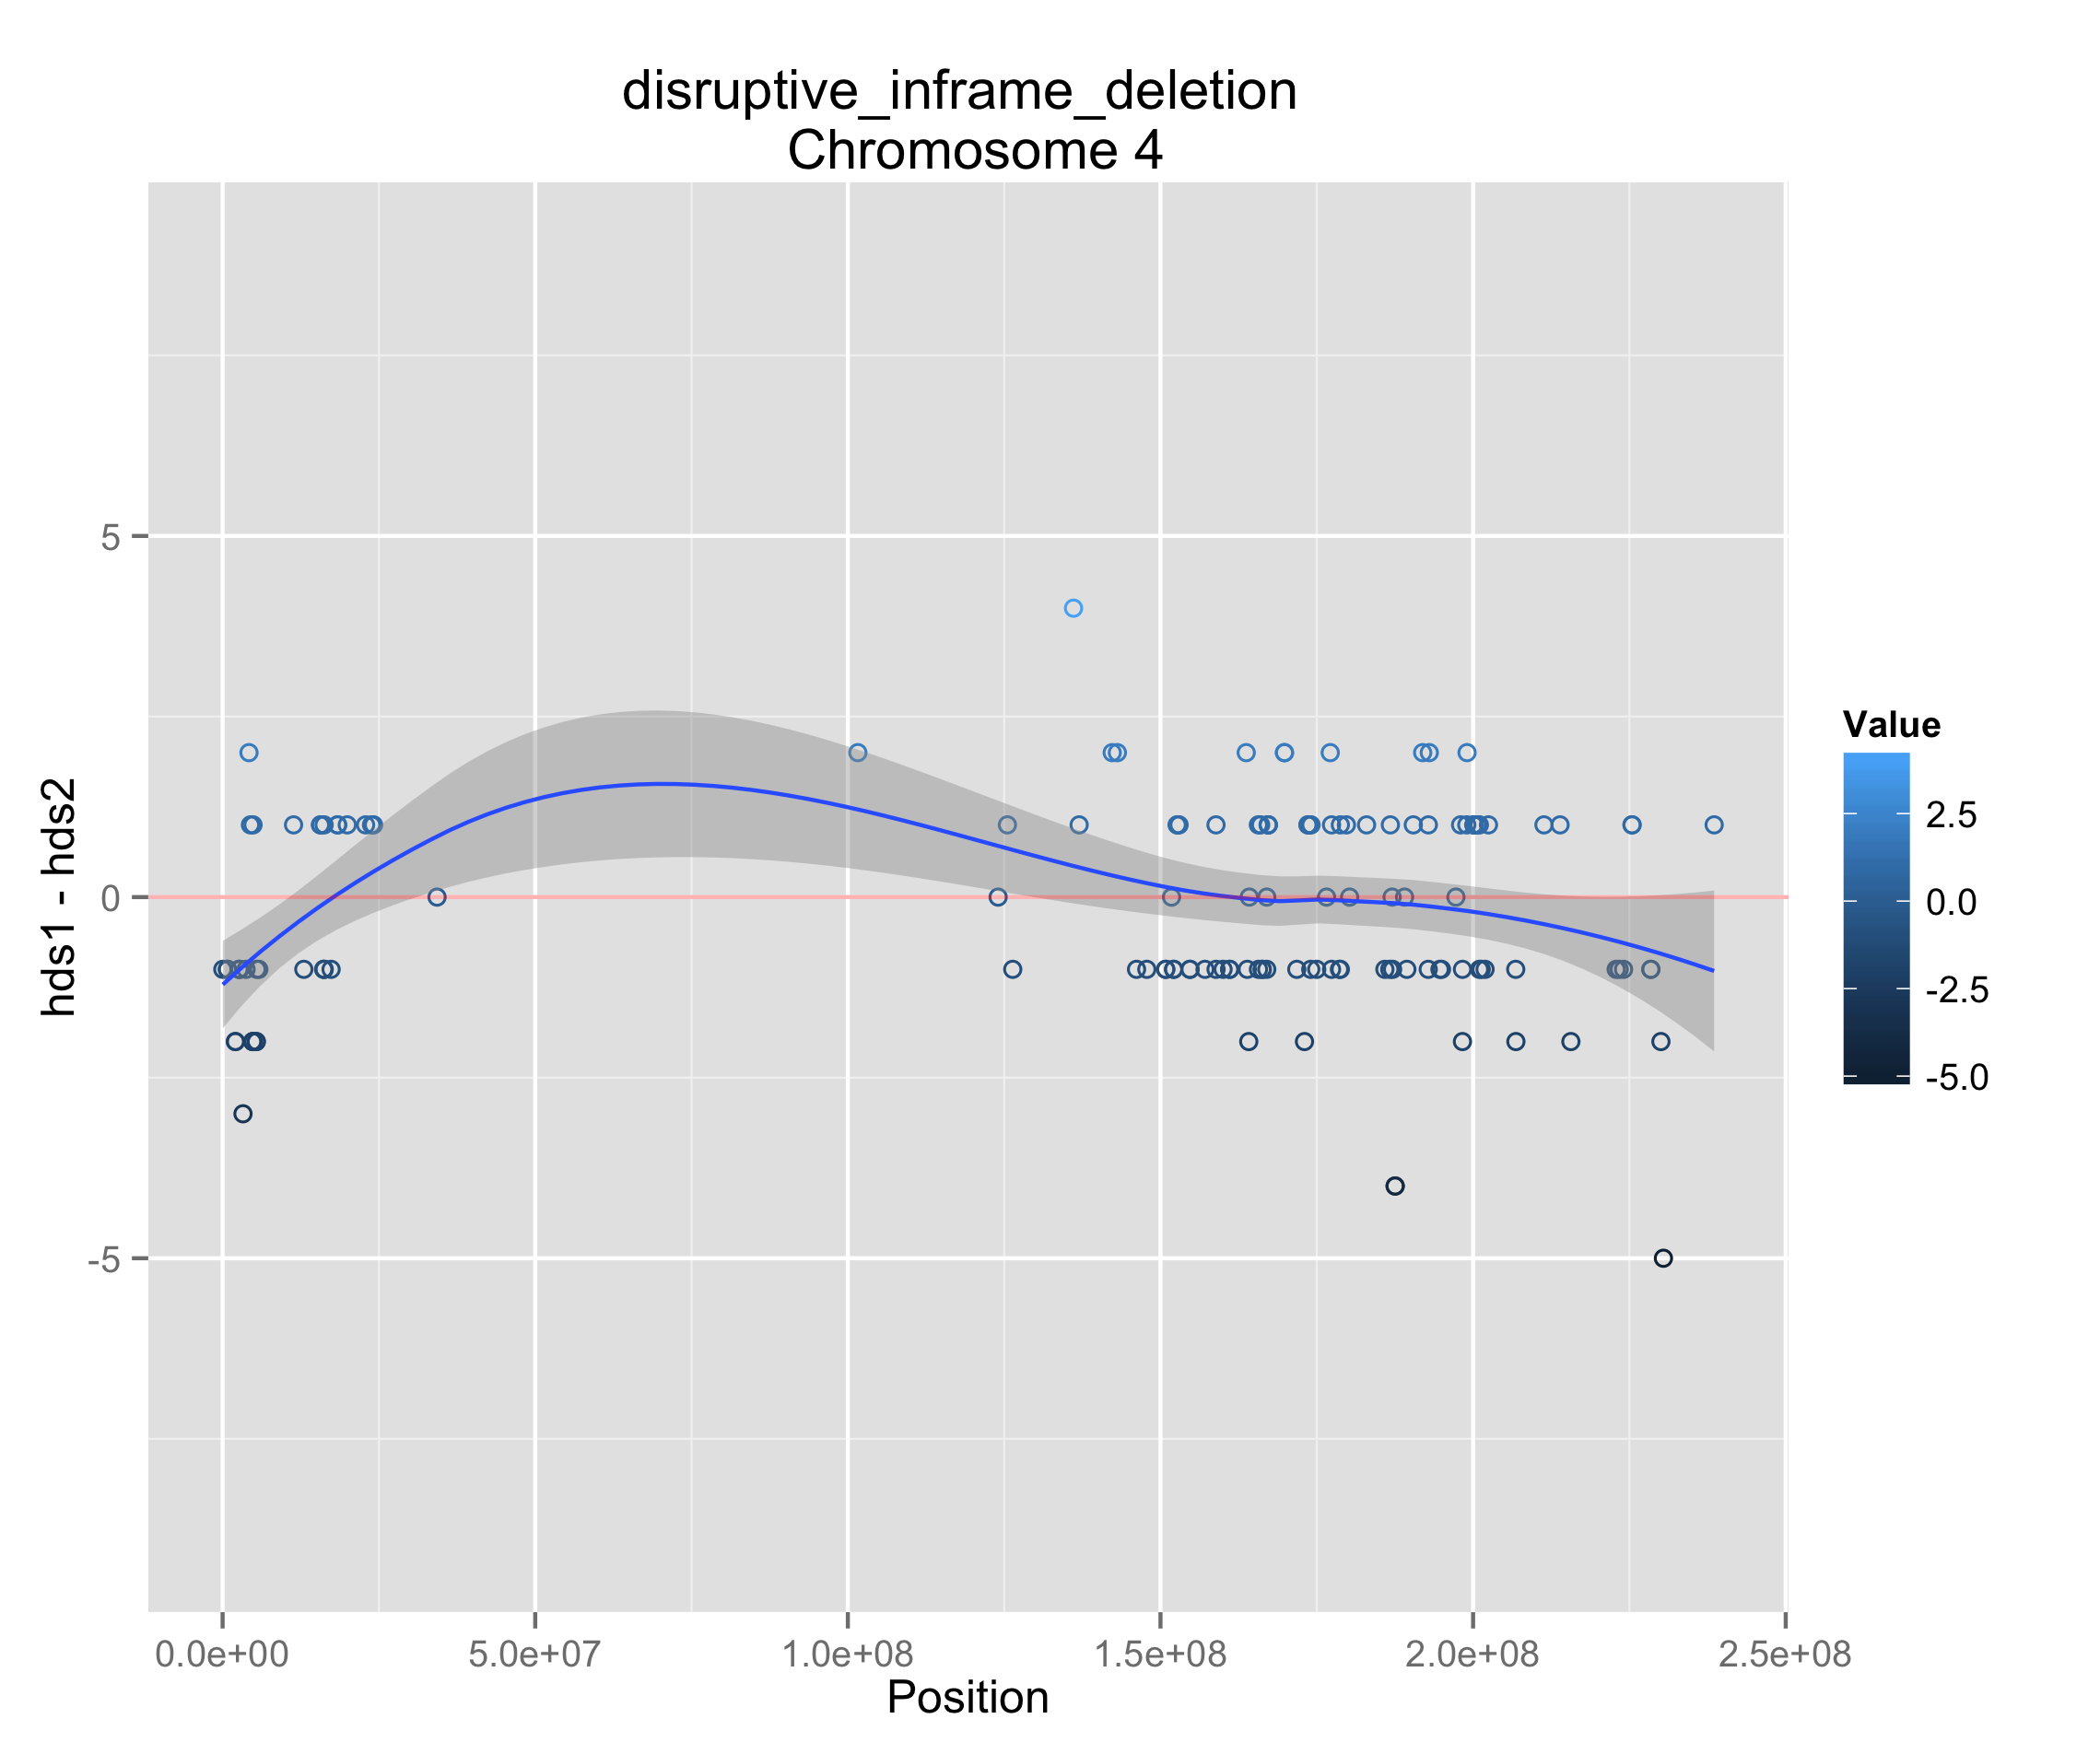 disruptive_inframe_deletion
Chromosome 4
hds1 - hds2
5
0
-5
0.0e+00 5.0e+07 1.0e+08 1.5e+08 2.0e+08 2.5e+08
Position
Value
2.5
0.0
-2.5
-5.0